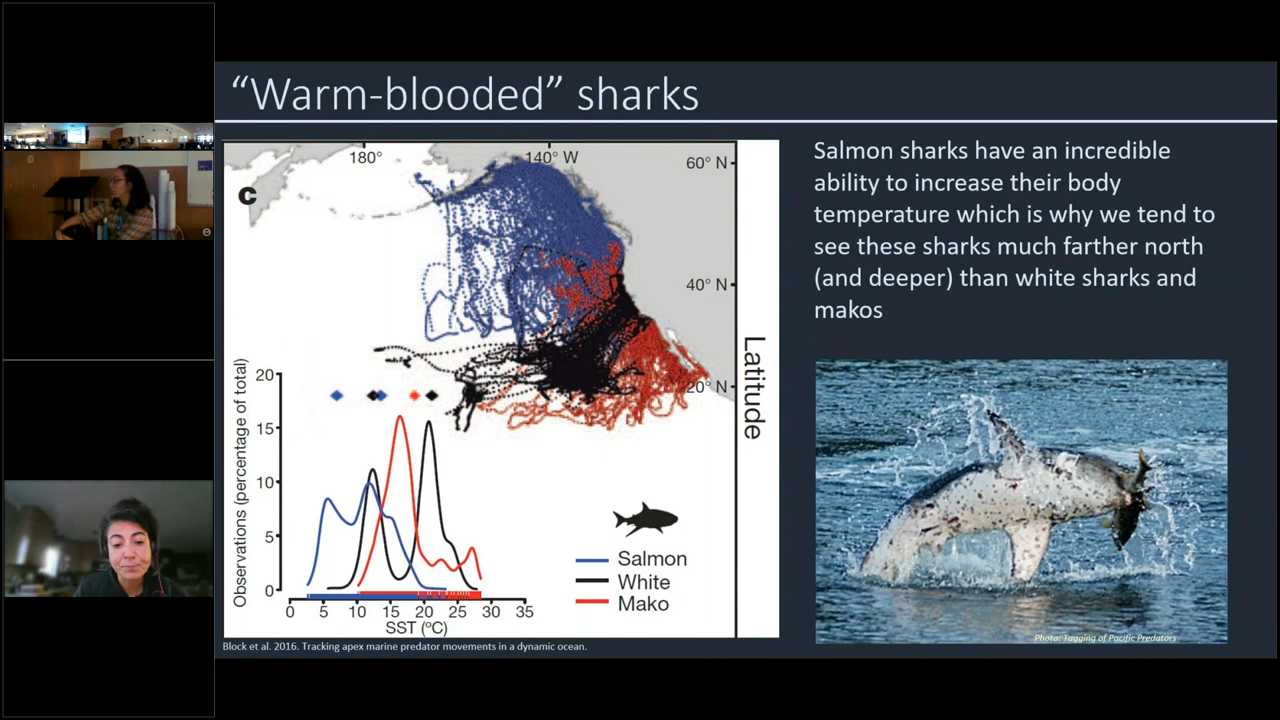 “Warm-blooded” sharks
180°
140° W
60° N
c
40° N
20° N
Latitude
Observations (percentage of total)
20
15
10
5
0
0 5 10 15 20 25 30 35
SST (°C)
Salmon
White
Mako
Block et al. 2016. Tracking apex marine predator movements in a dynamic ocean.
Salmon sharks have an incredible
ability to increase their body
temperature which is why we tend to
see these sharks much farther north
(and deeper) than white sharks and
makos
Photo: Tagging of Pacific Predators